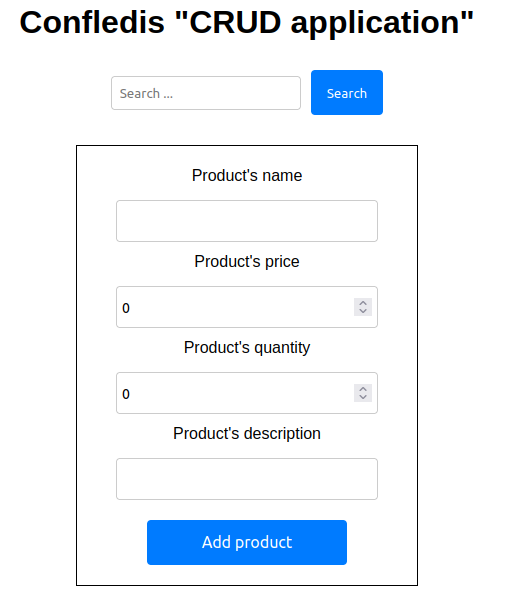 Confledis "CRUD application"
Search ... Search
Product's name
Product's price
0
Product's quantity
0
Product's description
Add product